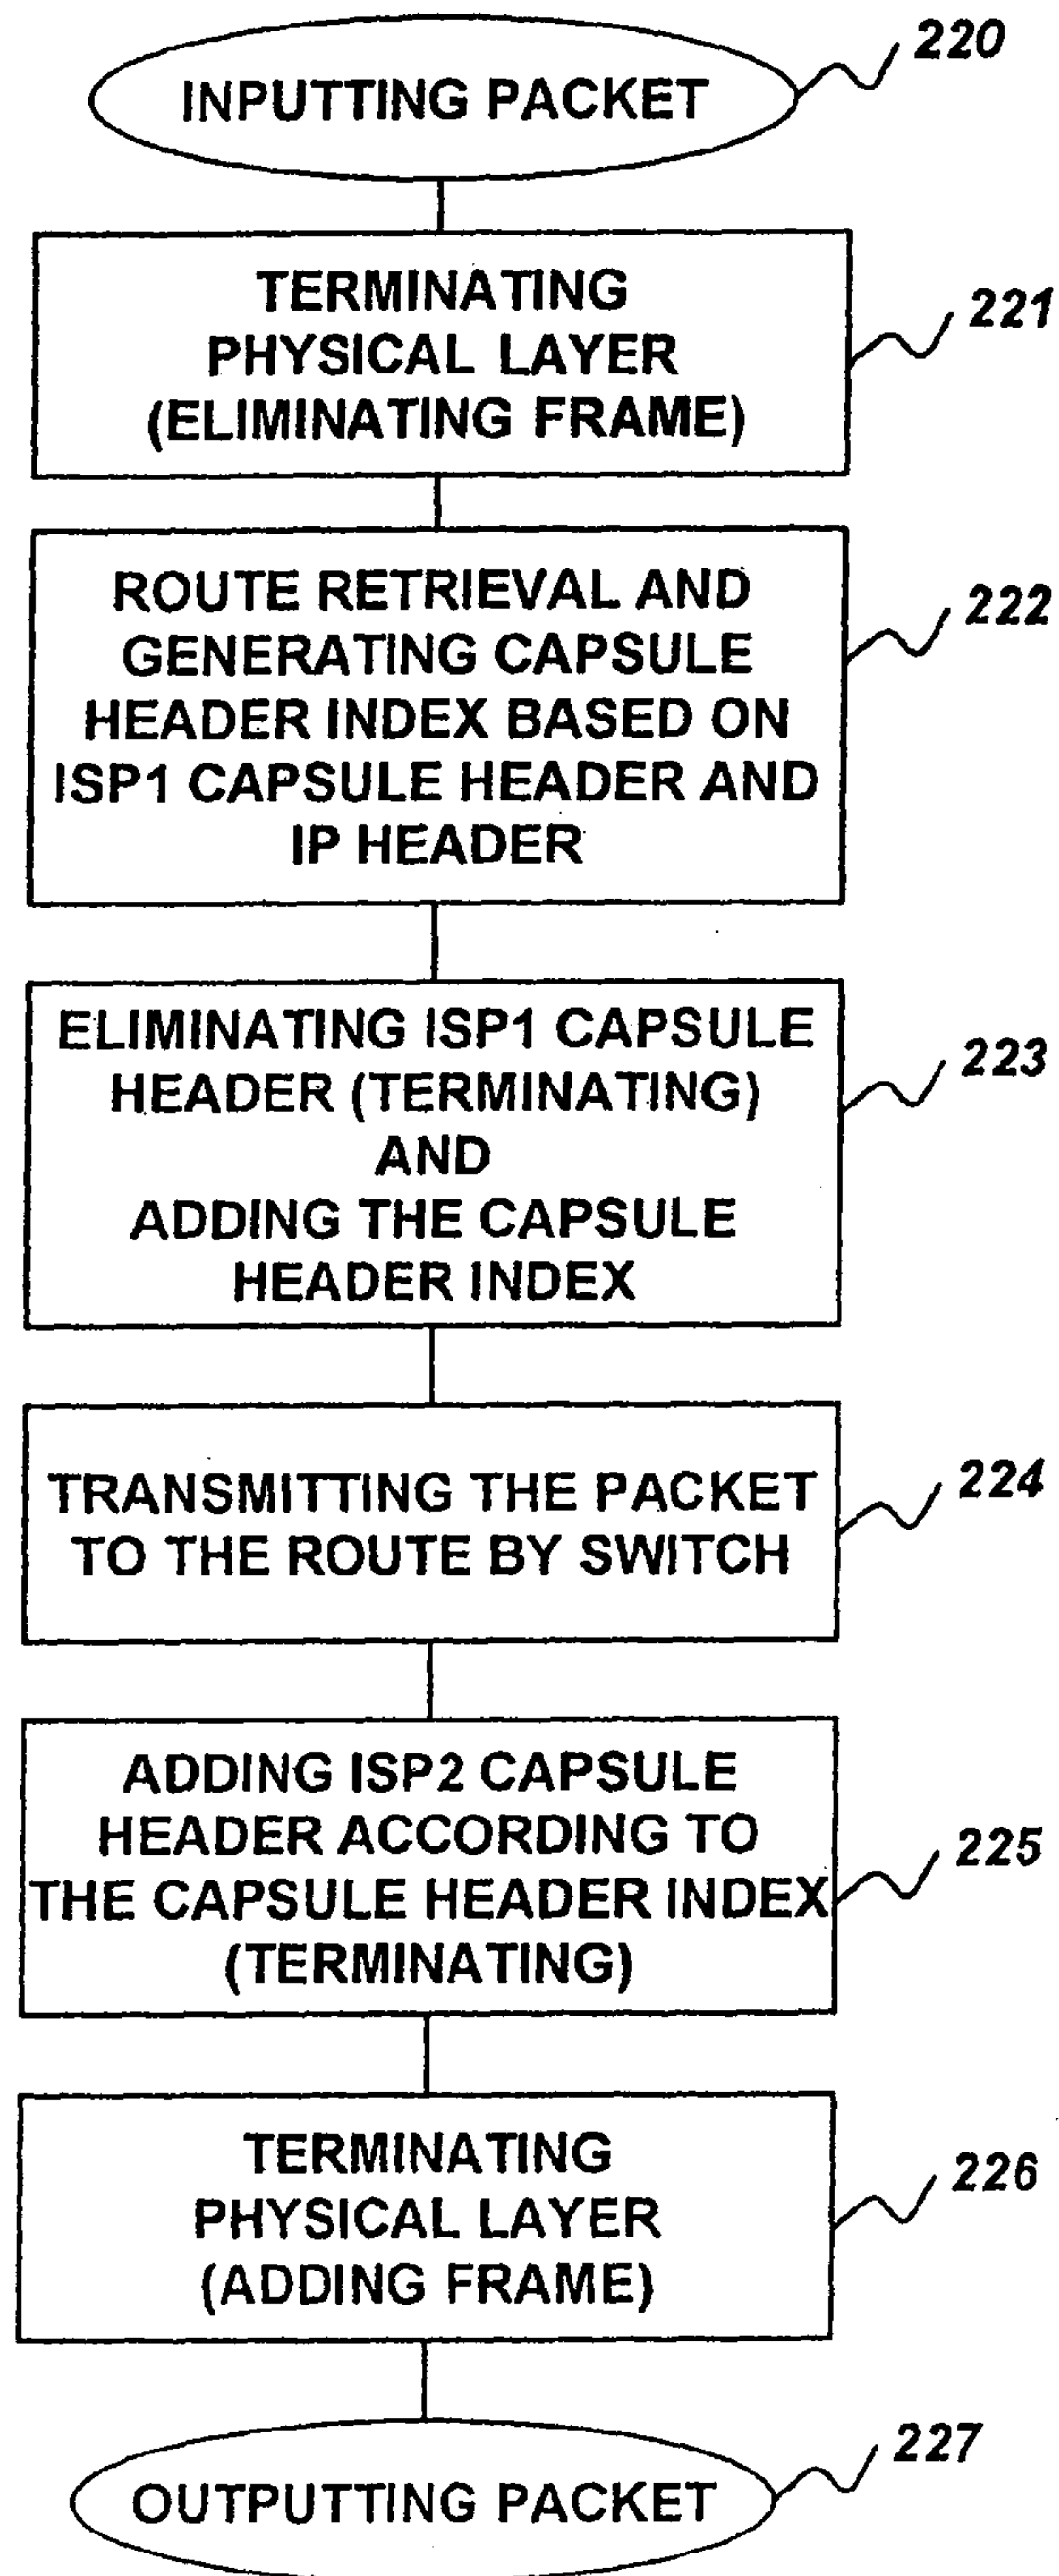 INPUTTING PACKET
220
TERMINATING
PHYSICAL LAYER
(ELIMINATING FRAME)
221
ROUTE RETRIEVAL AND
GENERATING CAPSULE
HEADER INDEX BASED ON
ISP1 CAPSULE HEADER AND
IP HEADER
222
ELIMINATING ISP1 CAPSULE
HEADER (TERMINATING)
AND
ADDING THE CAPSULE
HEADER INDEX
223
TRANSMITTING THE PACKET
TO THE ROUTE BY SWITCH
224
ADDING ISP2 CAPSULE
HEADER ACCORDING TO
THE CAPSULE HEADER INDEX
(TERMINATING)
225
TERMINATING
PHYSICAL LAYER
(ADDING FRAME)
226
OUTPUTTING PACKET
227